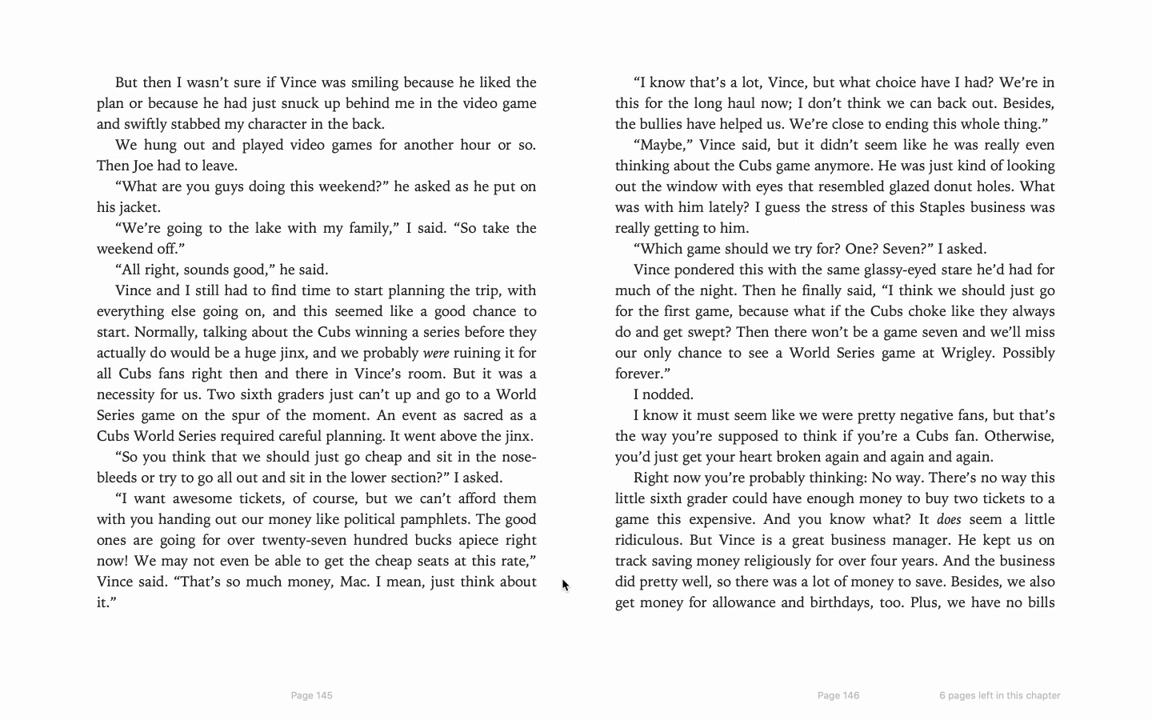 But then I wasn’t sure if Vince was smiling because he liked the
plan or because he had just snuck up behind me in the video game
and swiftly stabbed my character in the back.
We hung out and played video games for another hour or so.
Then Joe had to leave.
“What are you guys doing this weekend?” he asked as he put on
his jacket.
“We’re going to the lake with my family,” I said. “So take the
weekend off.”
“All right, sounds good,” he said.
Vince and I still had to find time to start planning the trip, with
everything else going on, and this seemed like a good chance to
start. Normally, talking about the Cubs winning a series before they
actually do would be a huge jinx, and we probably were ruining it for
all Cubs fans right then and there in Vince’s room. But it was a
necessity for us. Two sixth graders just can’t up and go to a World
Series game on the spur of the moment. An event as sacred as a
Cubs World Series required careful planning. It went above the jinx.
“So you think that we should just go cheap and sit in the nose-
bleeds or try to go all out and sit in the lower section?” I asked.
“I want awesome tickets, of course, but we can’t afford them
with you handing out our money like political pamphlets. The good
ones are going for over twenty-seven hundred bucks apiece right
now! We may not even be able to get the cheap seats at this rate,”
Vince said. “That’s so much money, Mac. I mean, just think about
it.”
Page 145
“I know that’s a lot, Vince, but what choice have I had? We’re in
this for the long haul now; I don’t think we can back out. Besides,
the bullies have helped us. We’re close to ending this whole thing.”
“Maybe,” Vince said, but it didn’t seem like he was really even
thinking about the Cubs game anymore. He was just kind of looking
out the window with eyes that resembled glazed donut holes. What
was with him lately? I guess the stress of this Staples business was
really getting to him.
“Which game should we try for? One? Seven?” I asked.
Vince pondered this with the same glassy-eyed stare he’d had for
much of the night. Then he finally said, “I think we should just go
for the first game, because what if the Cubs choke like they always
do and get swept? Then there won’t be a game seven and we’ll miss
our only chance to see a World Series game at Wrigley. Possibly
forever.”
I nodded.
I know it must seem like we were pretty negative fans, but that’s
the way you’re supposed to think if you’re a Cubs fan. Otherwise,
you’d just get your heart broken again and again and again.
Right now you’re probably thinking: No way. There’s no way this
little sixth grader could have enough money to buy two tickets to a
game this expensive. And you know what? It does seem a little
ridiculous. But Vince is a great business manager. He kept us on
track saving money religiously for over four years. And the business
did pretty well, so there was a lot of money to save. Besides, we also
get money for allowance and birthdays, too. Plus, we have no bills
Page 146
6 pages left in this chapter